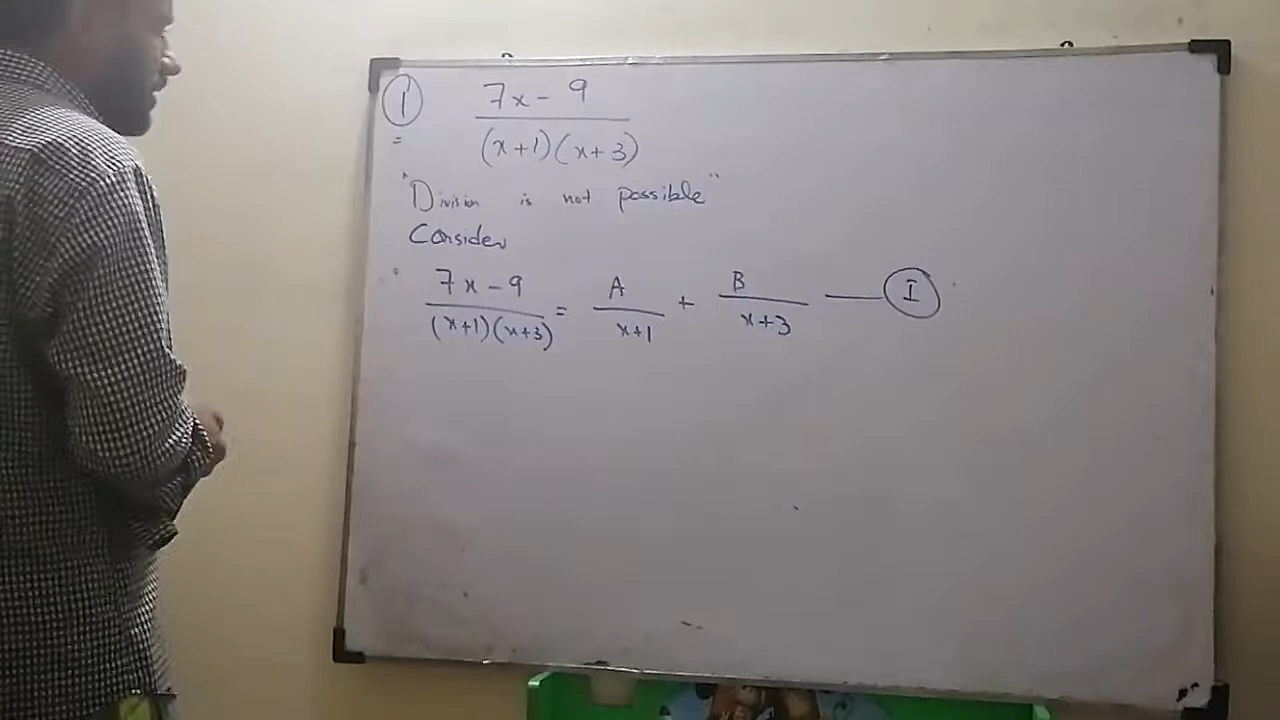 ① 7x - 9
= (x+1)(x+3)
"Division is not possible"
Consider
7x - 9 / (x+1)(x+3) = A / x+1 + B / x+3 — Ⓘ